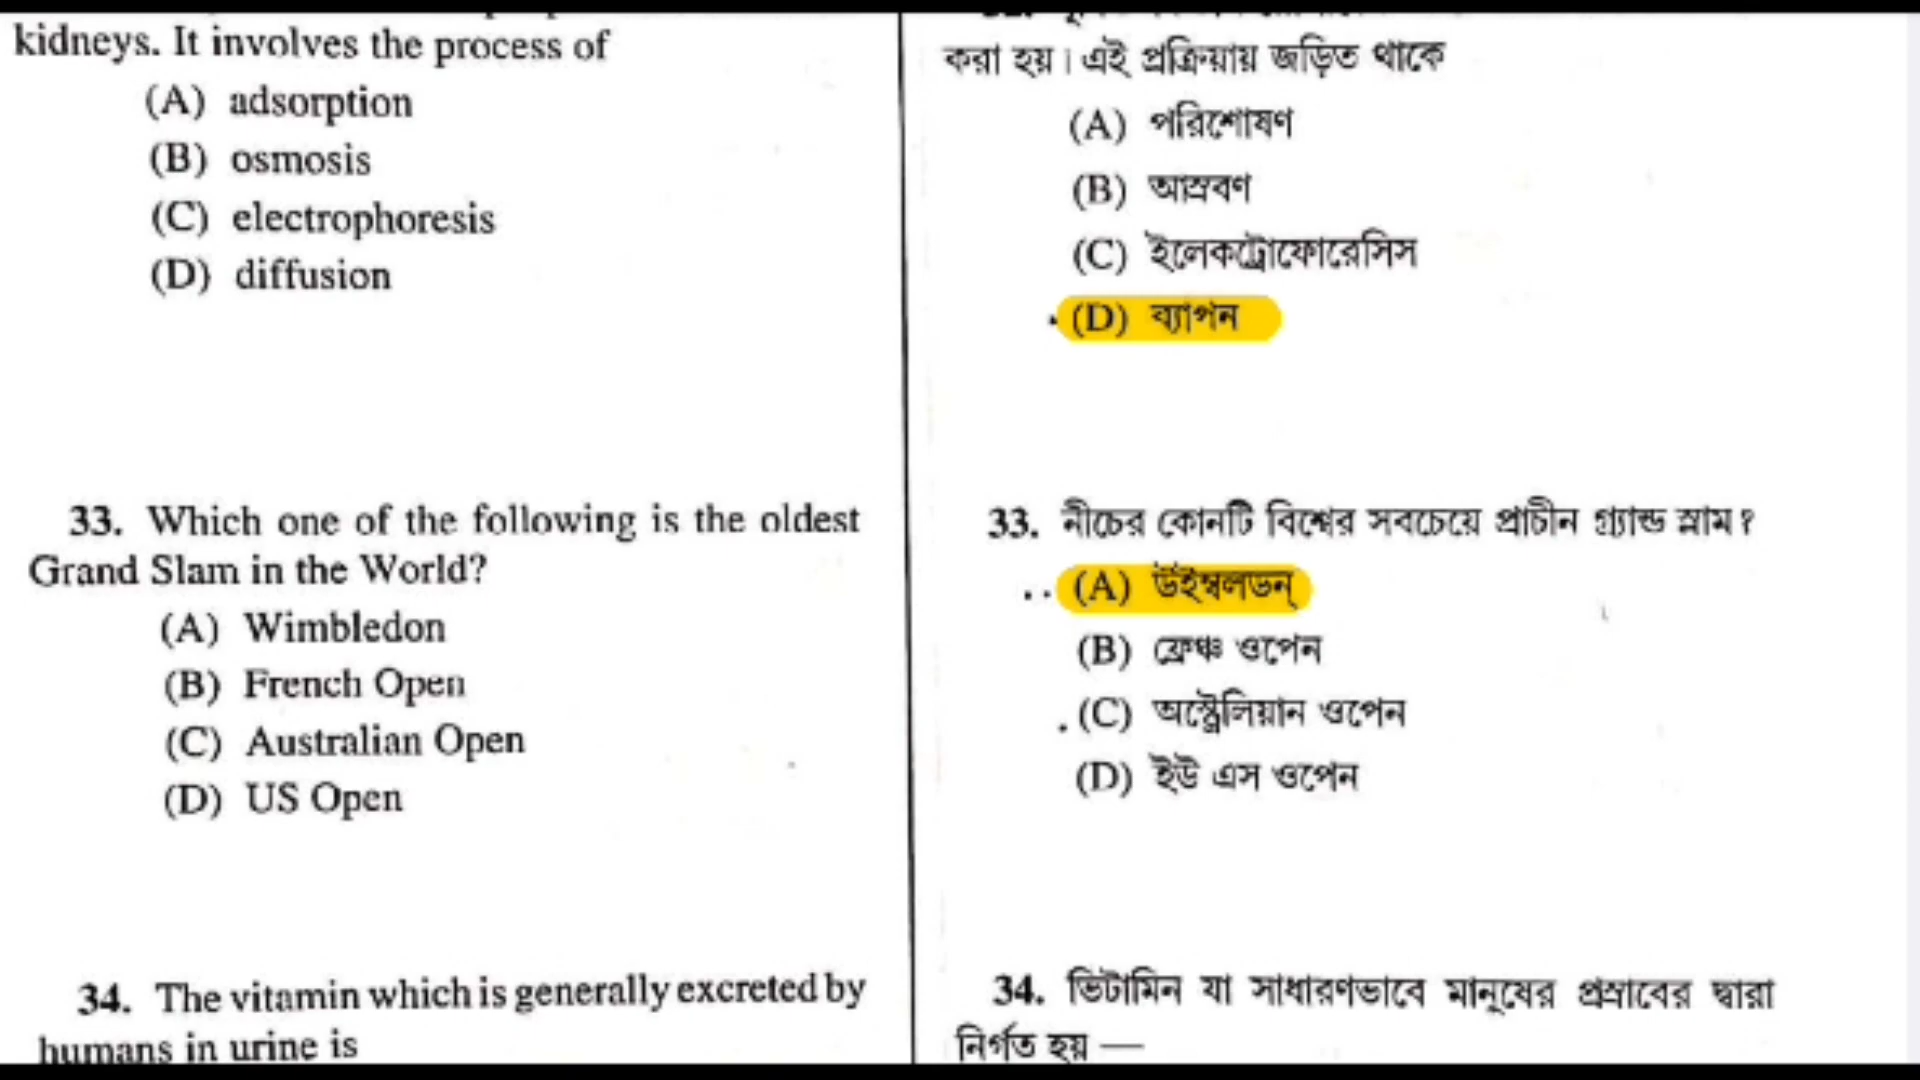 kidneys. It involves the process of
(A) adsorption
(B) osmosis
(C) electrophoresis
(D) diffusion
33. Which one of the following is the oldest
Grand Slam in the World?
(A) Wimbledon
(B) French Open
(C) Australian Open
(D) US Open
34. The vitamin which is generally excreted by
humans in urine is
করা হয়। এই প্রক্রিয়ায় জড়িত থাকে
(A) পরিশোষণ
(B) আস্রবণ
(C) ইলেকট্রোফোরেসিস
(D) ব্যাপন
33. নীচের কোনটি বিশ্বের সবচেয়ে প্রাচীন গ্র্যান্ড স্লাম?
(A) উইম্বলডন্
(B) ফ্রেঞ্চ ওপেন
(C) অস্ট্রেলিয়ান ওপেন
(D) ইউ এস ওপেন
34. ভিটামিন যা সাধারণভাবে মানুষের প্রস্রাবের দ্বারা
নির্গত হয় —